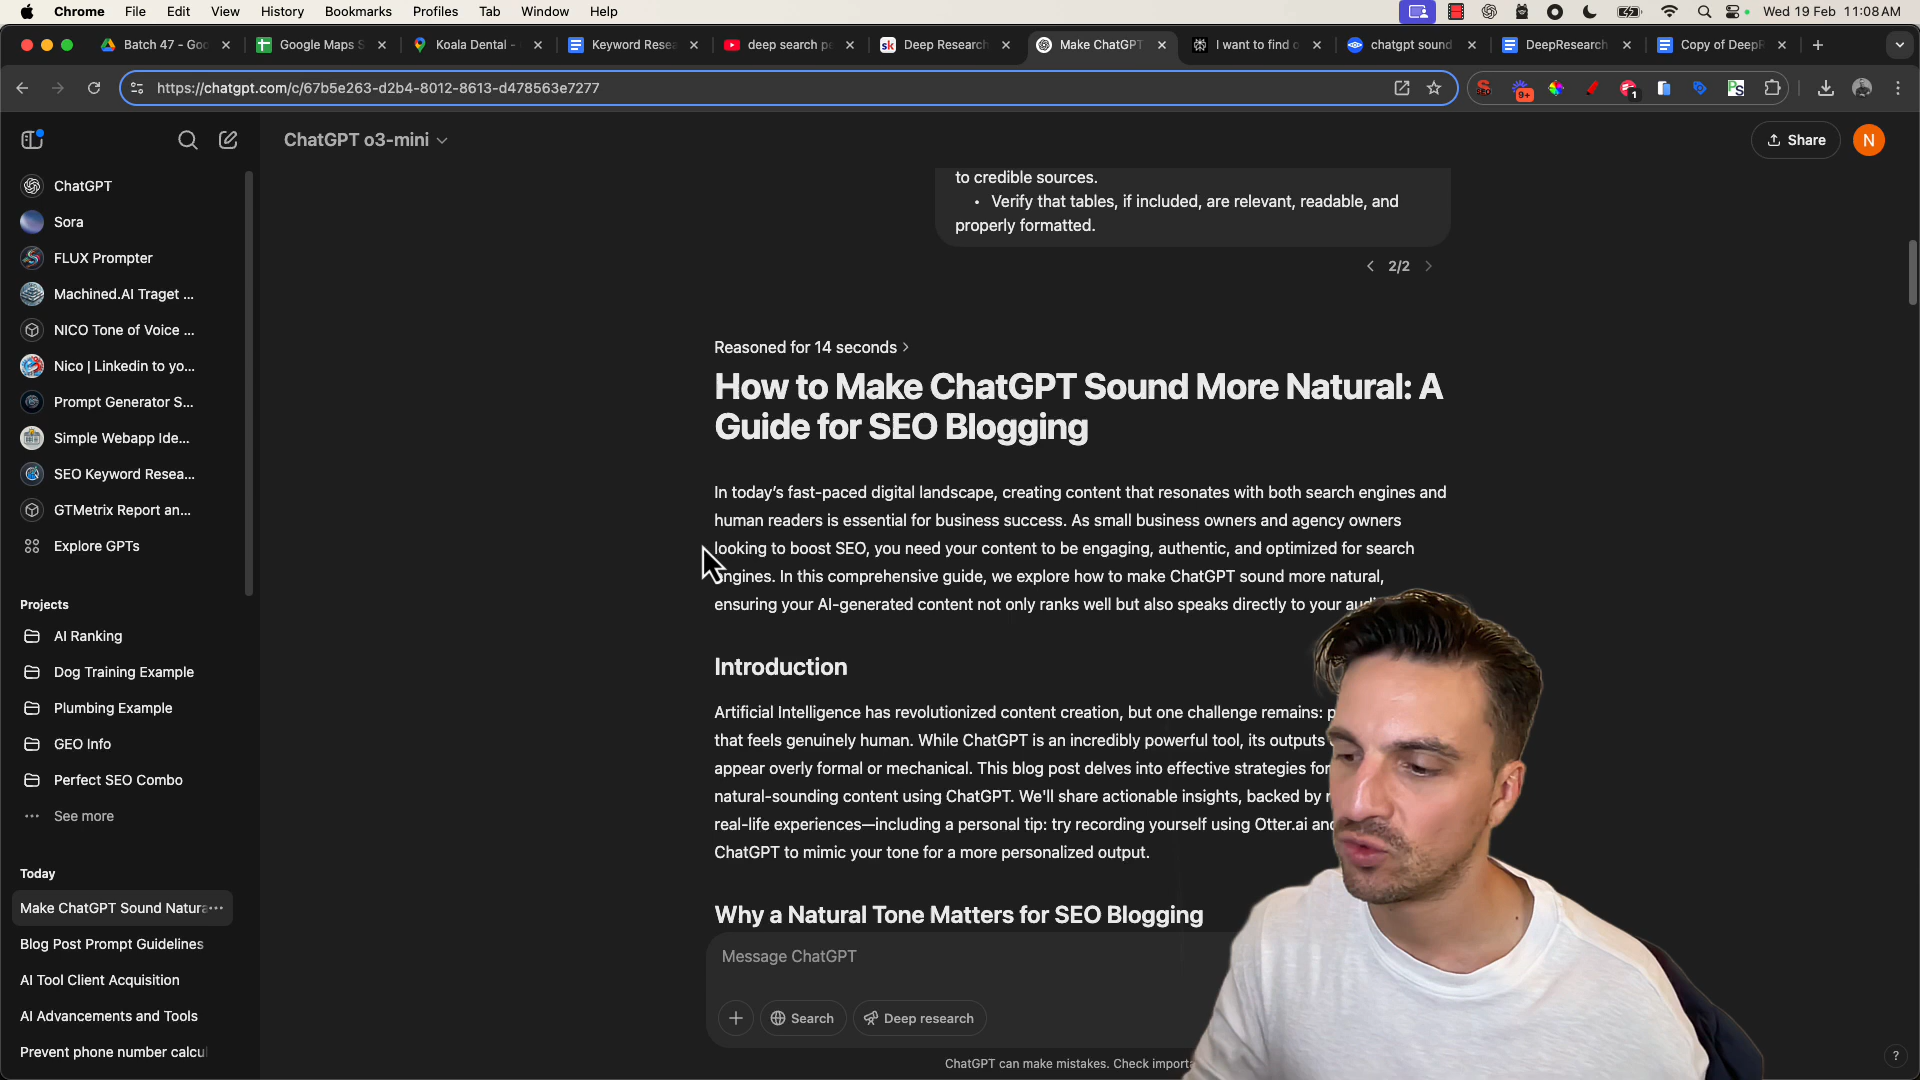 Chrome File Edit View History Bookmarks Profiles Tab Window Help Wed 19 Feb 11:08 AM
Batch 47 - Goo Google Maps S Koala Dental - Keyword Resea deep search pe Deep Research Make ChatGPT I want to find o chatgpt sound DeepResearch Copy of DeepR
https://chatgpt.com/c/67b5e263-d2b4-8012-8613-d478563e7277
SEO 9+ 1
ChatGPT o3-mini
Share
N
ChatGPT
Sora
FLUX Prompter
Machined.AI Traget ...
NICO Tone of Voice ...
Nico | Linkedin to yo...
Prompt Generator S...
Simple Webapp Ide...
SEO Keyword Resea...
GTMetrix Report an...
Explore GPTs
Projects
AI Ranking
Dog Training Example
Plumbing Example
GEO Info
Perfect SEO Combo
See more
Today
Make ChatGPT Sound Natura
Blog Post Prompt Guidelines
AI Tool Client Acquisition
AI Advancements and Tools
Prevent phone number calcu
to credible sources.
• Verify that tables, if included, are relevant, readable, and
properly formatted.
2/2
Reasoned for 14 seconds
How to Make ChatGPT Sound More Natural: A
Guide for SEO Blogging
In today's fast-paced digital landscape, creating content that resonates with both search engines and
human readers is essential for business success. As small business owners and agency owners
looking to boost SEO, you need your content to be engaging, authentic, and optimized for search
engines. In this comprehensive guide, we explore how to make ChatGPT sound more natural,
ensuring your AI-generated content not only ranks well but also speaks directly to your
Introduction
Artificial Intelligence has revolutionized content creation, but one challenge remains:
that feels genuinely human. While ChatGPT is an incredibly powerful tool, its outputs
appear overly formal or mechanical. This blog post delves into effective strategies for
natural-sounding content using ChatGPT. We'll share actionable insights, backed by
real-life experiences—including a personal tip: try recording yourself using Otter.ai and
ChatGPT to mimic your tone for a more personalized output.
Why a Natural Tone Matters for SEO Blogging
Message ChatGPT
Search
Deep research
ChatGPT can make mistakes. Check
?